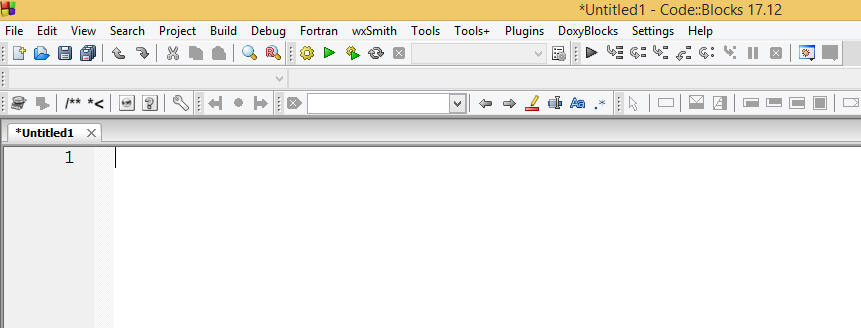 *Untitled1 - Code::Blocks 17.12
File Edit View Search Project Build Debug Fortran wxSmith Tools Tools+ Plugins DoxyBlocks Settings Help
/** *< Aa .*
*Untitled1
1